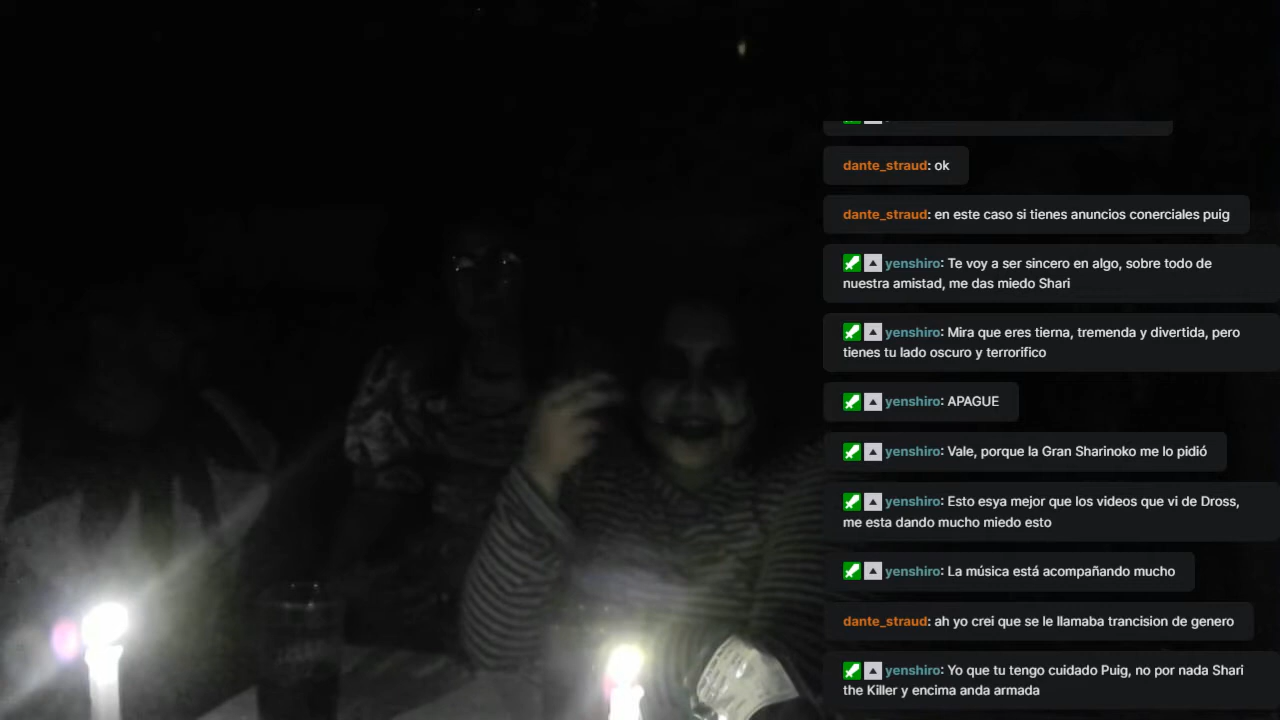 dante_straud: ok
dante_straud: en este caso si tienes anuncios conerciales puig
yenshiro: Te voy a ser sincero en algo, sobre todo de
nuestra amistad, me das miedo Shari
yenshiro: Mira que eres tierna, tremenda y divertida, pero
tienes tu lado oscuro y terrorifico
yenshiro: APAGUE
yenshiro: Vale, porque la Gran Sharinoko me lo pidió
yenshiro: Esto esya mejor que los videos que vi de Dross,
me esta dando mucho miedo esto
yenshiro: La música está acompañando mucho
dante_straud: ah yo crei que se le llamaba trancision de genero
yenshiro: Yo que tu tengo cuidado Puig, no por nada Shari
the Killer y encima anda armada